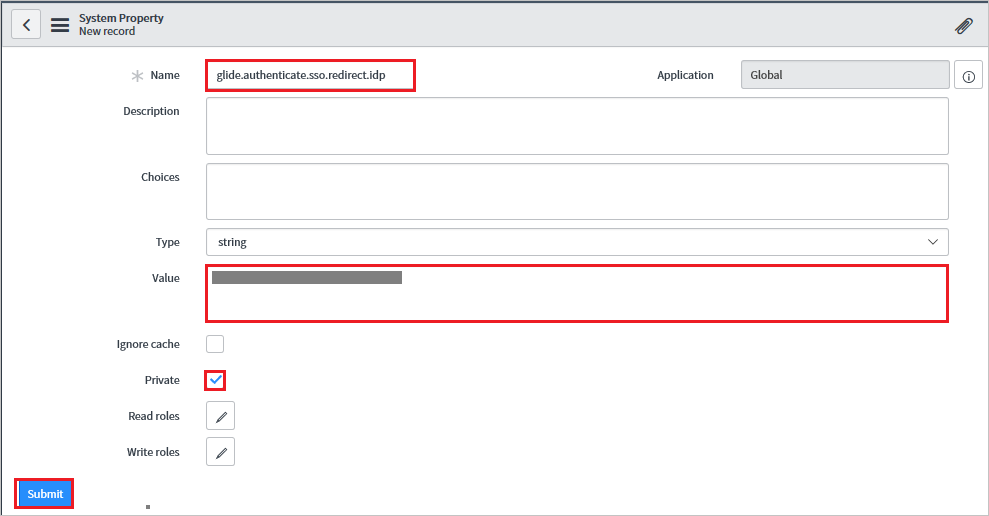 System Property
New record
Name glide.authenticate.sso.redirect.idp Application Global
Description
Choices
Type string
Value
Ignore cache
Private
Read roles
Write roles
Submit